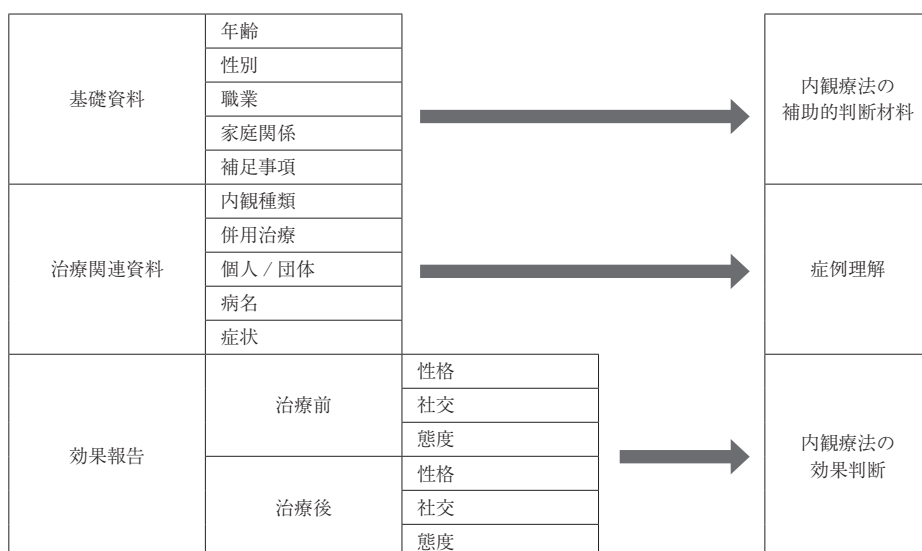 基礎資料
年齢
性別
職業
家庭関係
補足事項
内観療法の
補助的判断材料
治療関連資料
内観種類
併用治療
個人 / 団体
病名
症状
症例理解
効果報告
治療前
性格
社交
態度
治療後
性格
社交
態度
内観療法の
効果判断